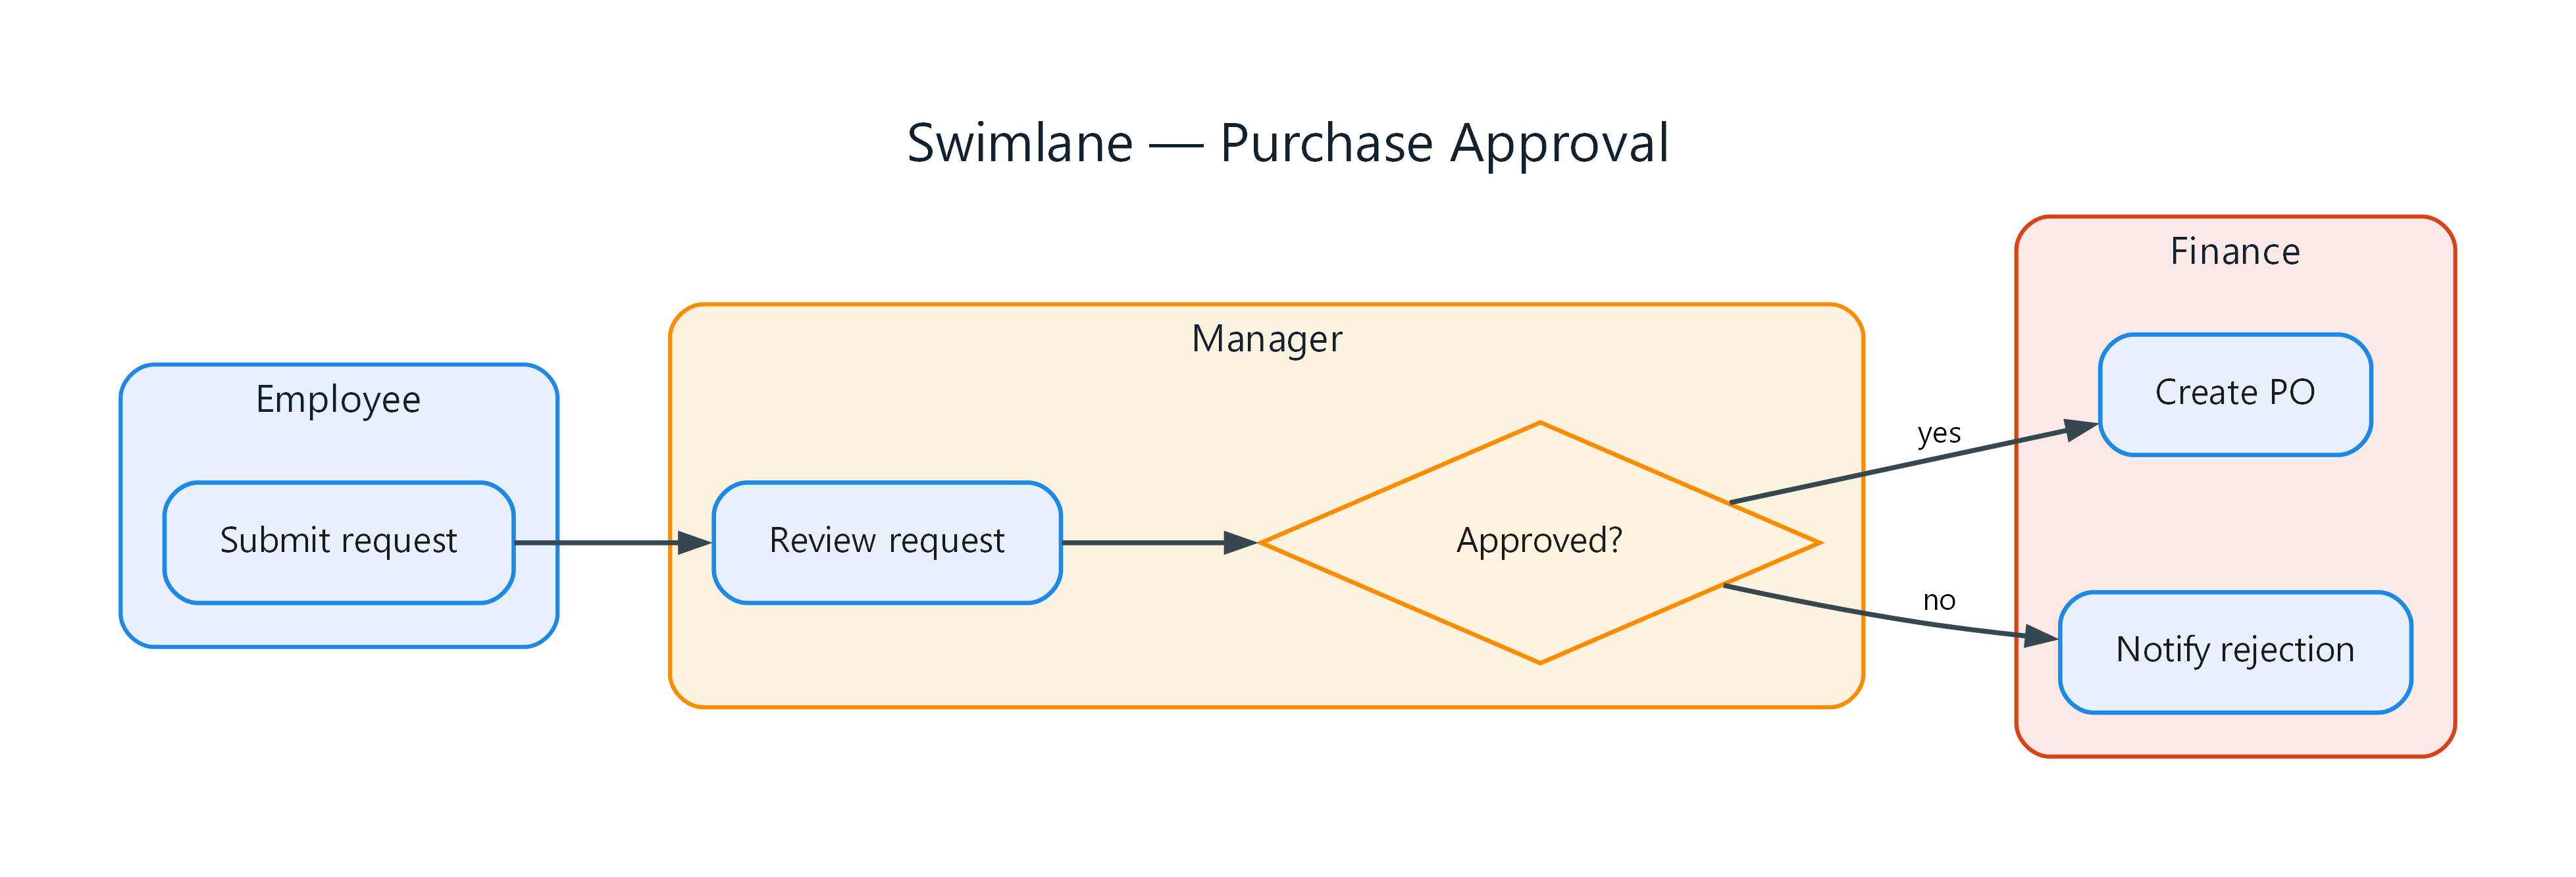 Swimlane — Purchase Approval
Employee
Submit request
Manager
Review request
Approved?
yes
no
Finance
Create PO
Notify rejection